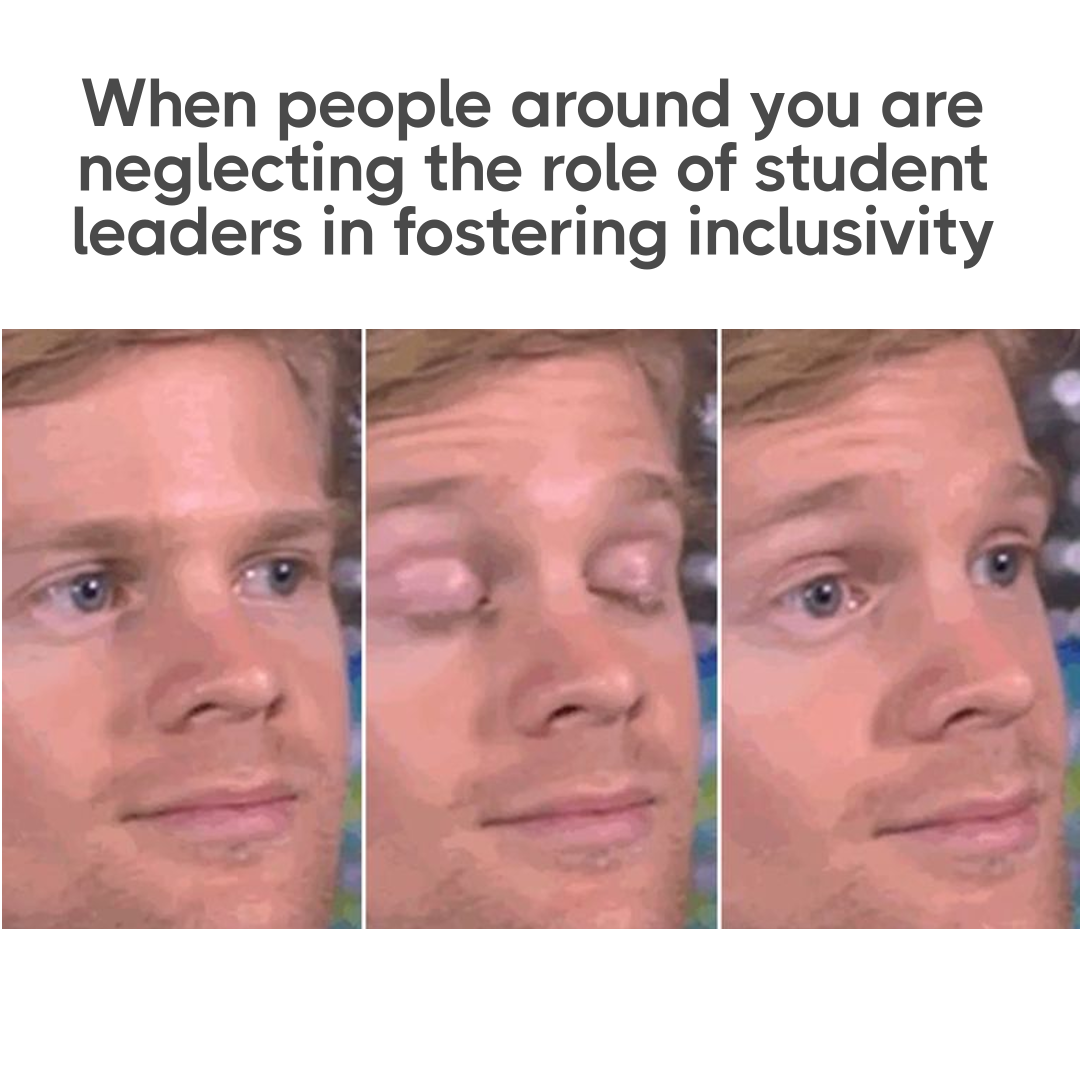 When people around you are
neglecting the role of student
leaders in fostering inclusivity